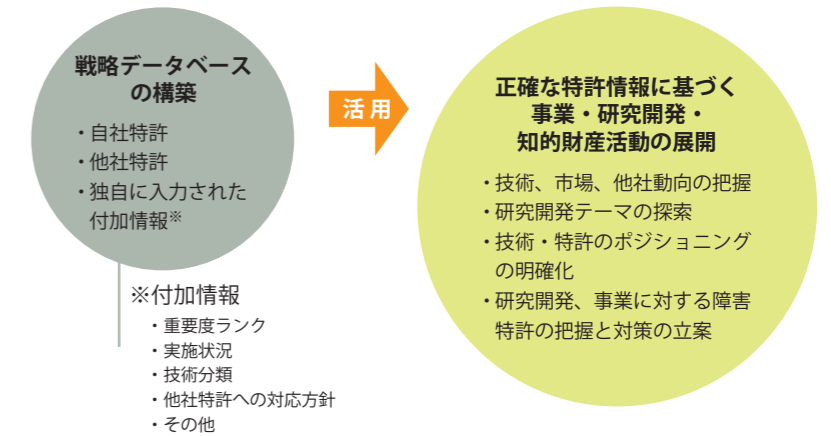 戦略データベース
の構築
・自社特許
・他社特許
・独自に入力された
付加情報※
※付加情報
・重要度ランク
・実施状況
・技術分類
・他社特許への対応方針
・その他
活用
正確な特許情報に基づく
事業・研究開発・
知的財産活動の展開
・技術、市場、他社動向の把握
・研究開発テーマの探索
・技術・特許のポジショニング
の明確化
・研究開発、事業に対する障害
特許の把握と対策の立案